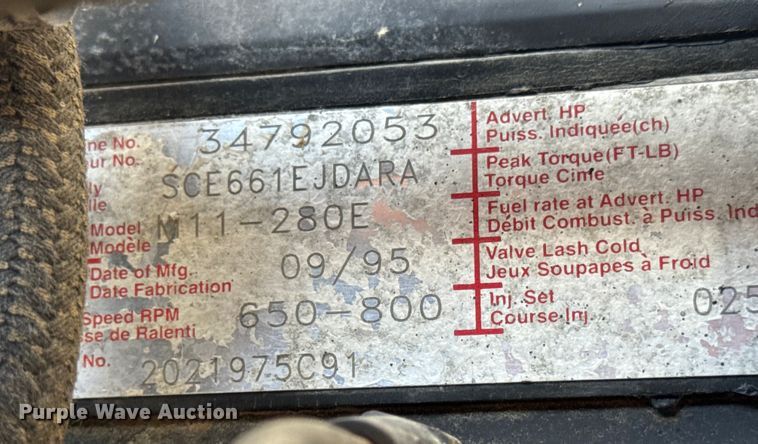 ne No. 34792053
ur No.
ly SCE661EJDARA
lle
Model M11-280E
Modèle
Date of Mfg. 09/95
Date Fabrication
Speed RPM 650-800
se de Ralenti
No. 2021975C91
Advert. HP
Puiss. Indiquée(ch)
Peak Torque(FT-LB)
Torque Cime
Fuel rate at Advert. HP
Débit Combust. à Puiss. Ind
Valve Lash Cold
Jeux Soupapes à Froid
Inj. Set 025
Course Inj.
Purple Wave Auction